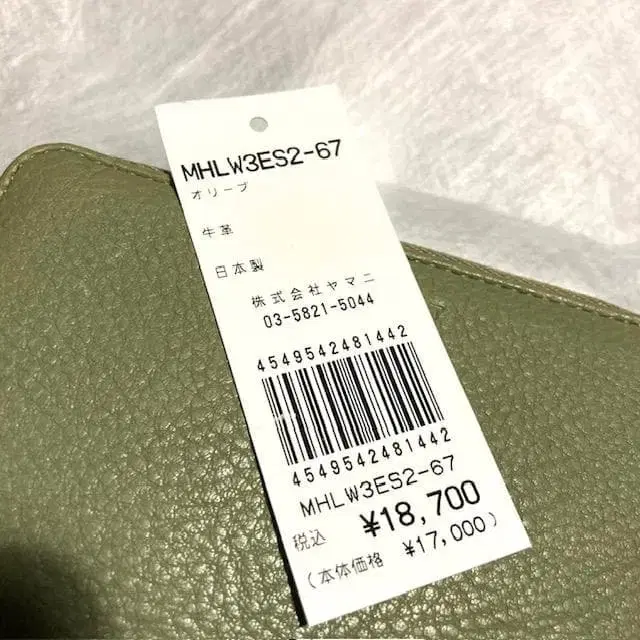 MHLW3ES2-67
オリーブ
牛革
日本製
株式会社ヤマニ
03-5821-5044
4549542481442
4549542481442
MHLW3ES2-67
税込 ¥18,700
(本体価格 ¥17,000)